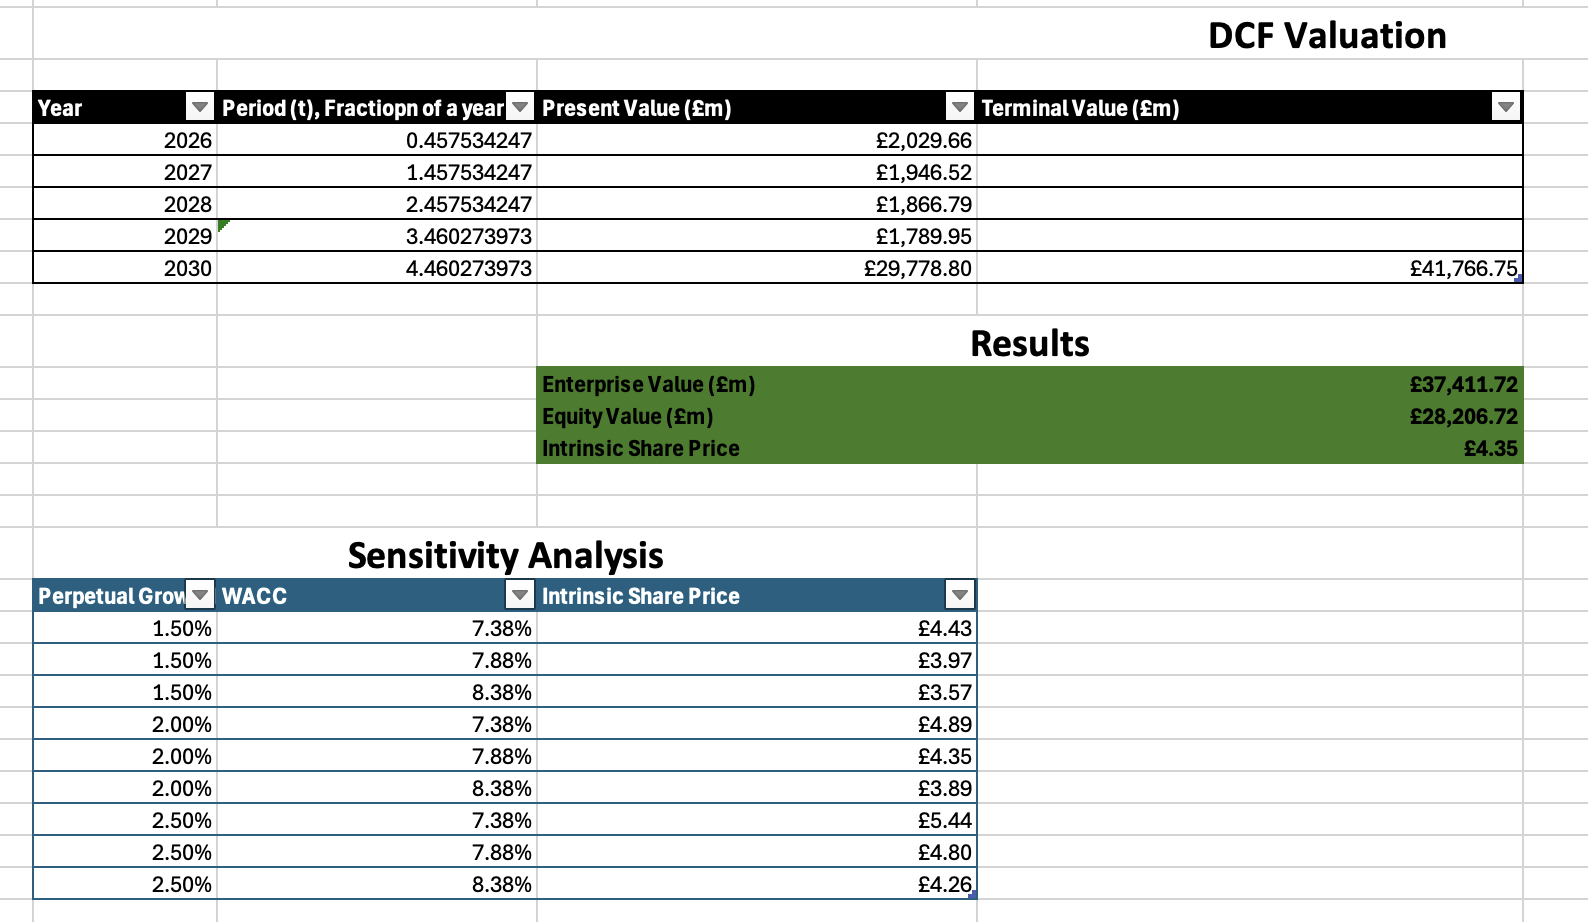 DCF Valuation
Year Period (t), Fractiopn of a year Present Value (£m) Terminal Value (£m)
2026 0.457534247 £2,029.66
2027 1.457534247 £1,946.52
2028 2.457534247 £1,866.79
2029 3.460273973 £1,789.95
2030 4.460273973 £29,778.80 £41,766.75
Results
Enterprise Value (£m) £37,411.72
Equity Value (£m) £28,206.72
Intrinsic Share Price £4.35
Sensitivity Analysis
Perpetual Grow WACC Intrinsic Share Price
1.50% 7.38% £4.43
1.50% 7.88% £3.97
1.50% 8.38% £3.57
2.00% 7.38% £4.89
2.00% 7.88% £4.35
2.00% 8.38% £3.89
2.50% 7.38% £5.44
2.50% 7.88% £4.80
2.50% 8.38% £4.26